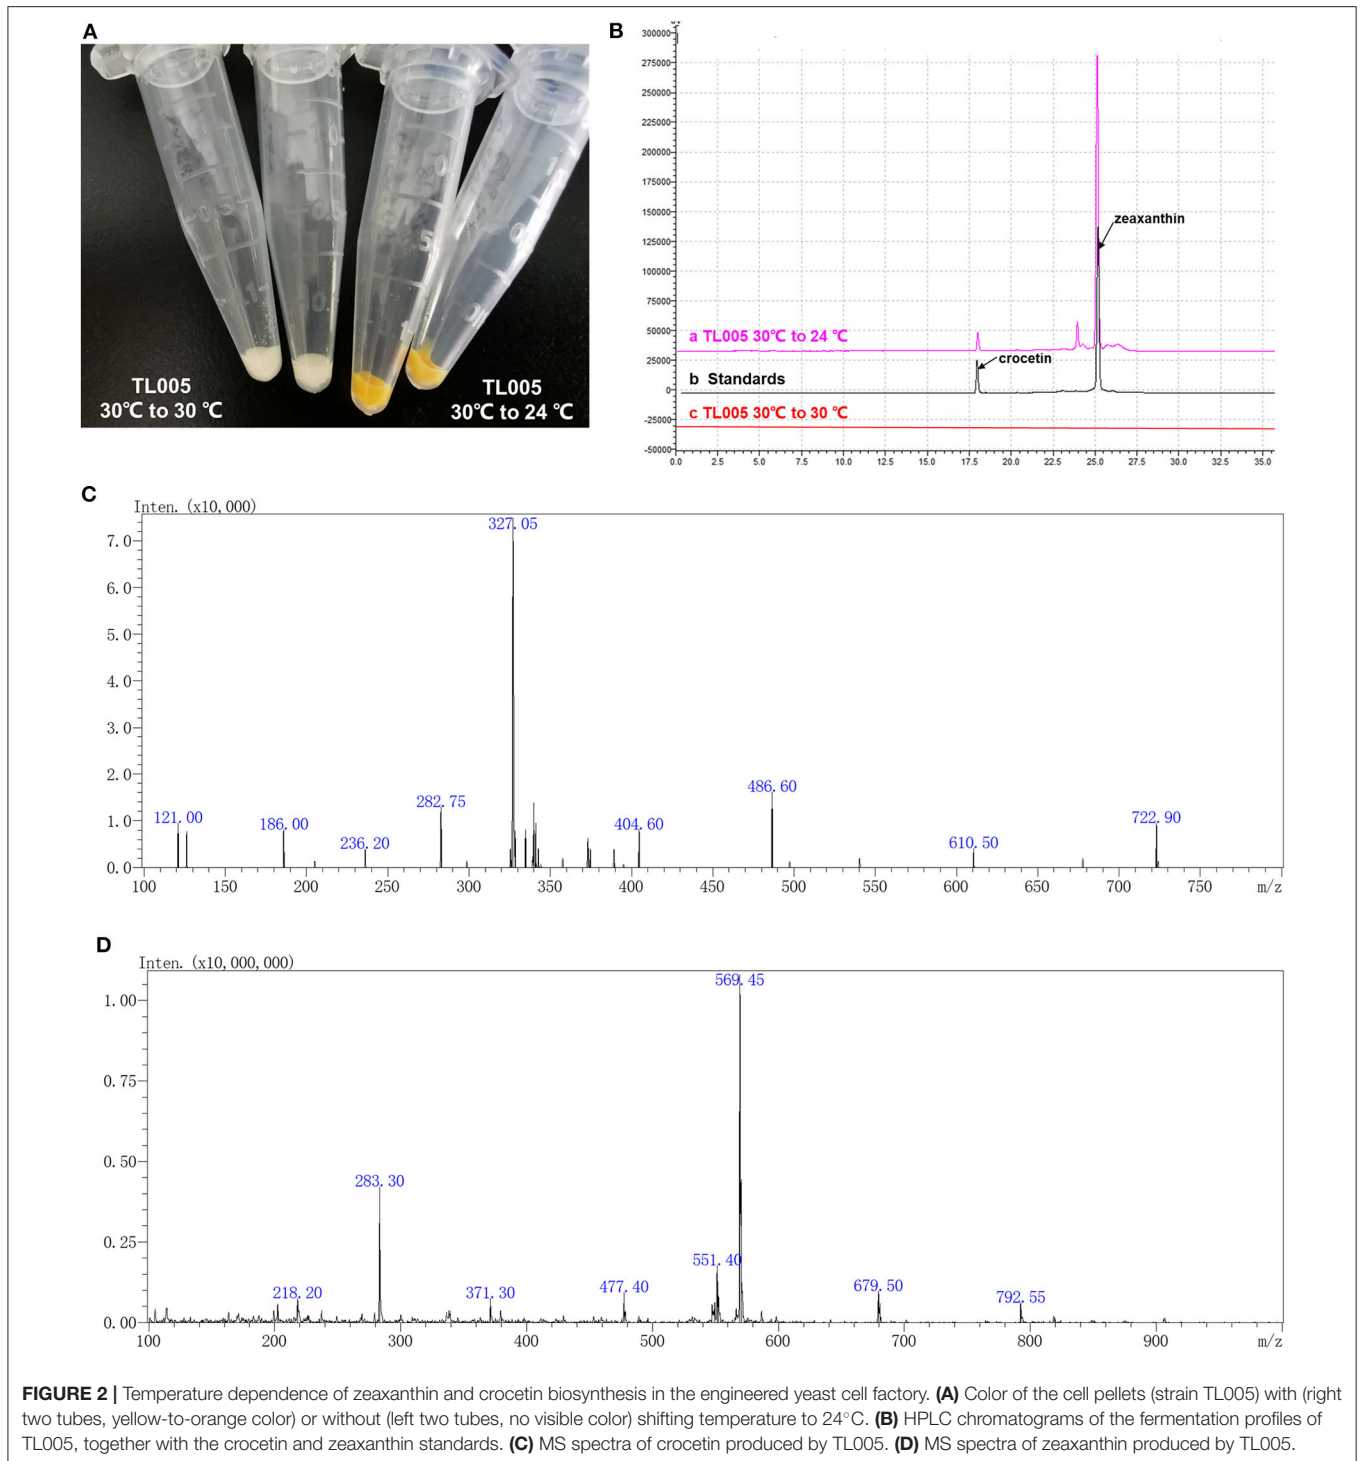 A
TL005
30℃ to 30 ℃
TL005
30℃ to 24 ℃
B
300000
275000
250000
225000
200000
175000
150000
125000
100000
75000
50000
25000
0
-25000
-50000
zeaxanthin
a TL005 30℃ to 24 ℃
crocetin
b Standards
c TL005 30℃ to 30 ℃
0.0 2.5 5.0 7.5 10.0 12.5 15.0 17.5 20.0 22.5 25.0 27.5 30.0 32.5 35.0
C
Inten. (x10,000)
327.05
7.0
6.0
5.0
4.0
3.0
2.0
1.0
0.0
121.00
186.00
236.20
282.75
404.60
486.60
610.50
722.90
100 150 200 250 300 350 400 450 500 550 600 650 700 750 m/z
D
Inten. (x10,000,000)
569.45
1.00
0.75
0.50
0.25
0.00
218.20
283.30
371.30
477.40
551.40
679.50
792.55
100 200 300 400 500 600 700 800 900 m/z
FIGURE 2 | Temperature dependence of zeaxanthin and crocetin biosynthesis in the engineered yeast cell factory. (A) Color of the cell pellets (strain TL005) with (right
two tubes, yellow-to-orange color) or without (left two tubes, no visible color) shifting temperature to 24°C. (B) HPLC chromatograms of the fermentation profiles of
TL005, together with the crocetin and zeaxanthin standards. (C) MS spectra of crocetin produced by TL005. (D) MS spectra of zeaxanthin produced by TL005.